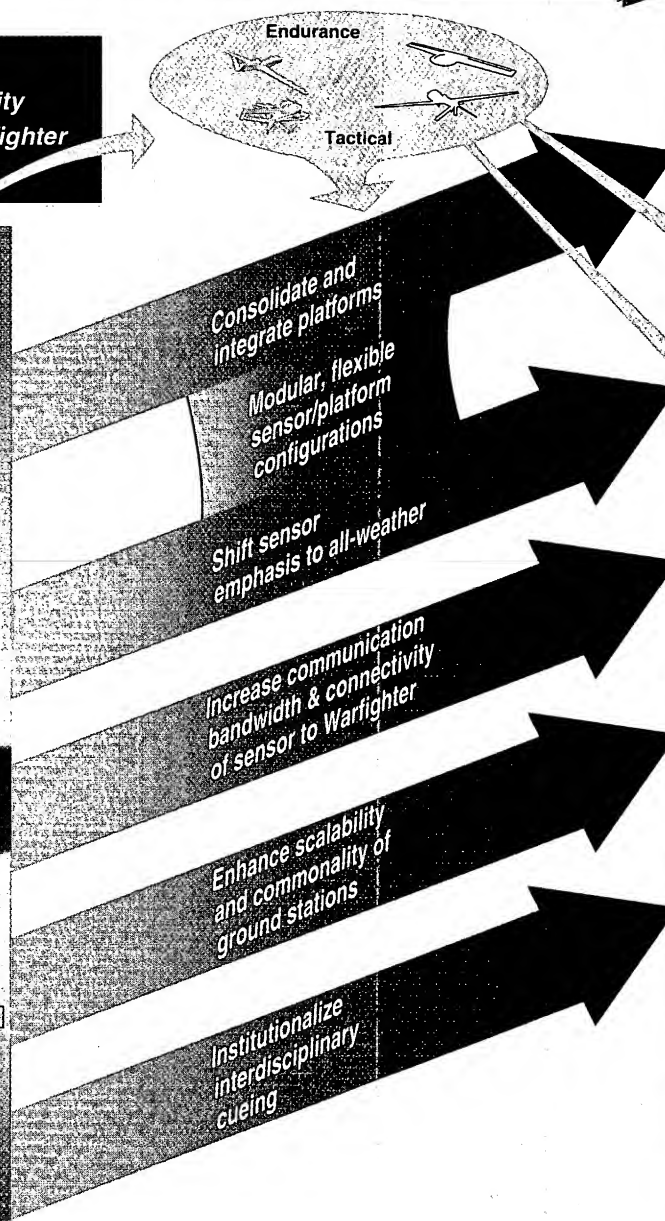 Endurance
Tactical
Consolidate and
integrate platforms
Modular, flexible
sensor/platform
configurations
Shift sensor
emphasis to all-weather
Increase communication
bandwidth & connectivity
of sensor to Warfighter
Enhance scalability
and commonality of
ground stations
Institutionalize
interdisciplinary
cueing